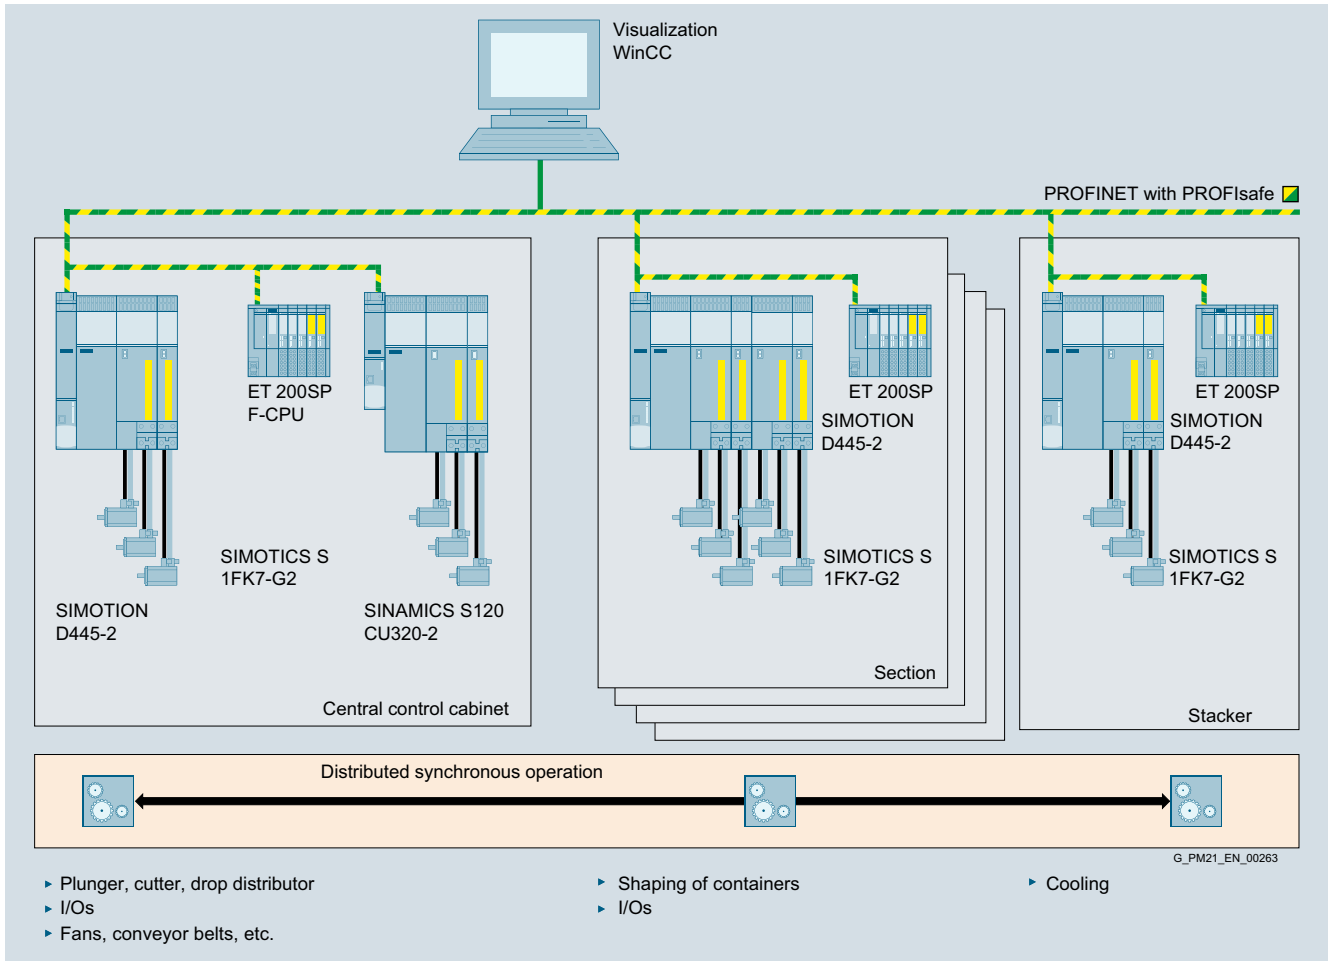 Visualization
WinCC
PROFINET with PROFIsafe
ET 200SP
F-CPU
SIMOTICS S
1FK7-G2
SIMOTION
D445-2
SINAMICS S120
CU320-2
Central control cabinet
ET 200SP
SIMOTION
D445-2
SIMOTICS S
1FK7-G2
Section
ET 200SP
SIMOTION
D445-2
SIMOTICS S
1FK7-G2
Stacker
Distributed synchronous operation
G_PM21_EN_00263
Plunger, cutter, drop distributor
I/Os
Fans, conveyor belts, etc.
Shaping of containers
I/Os
Cooling